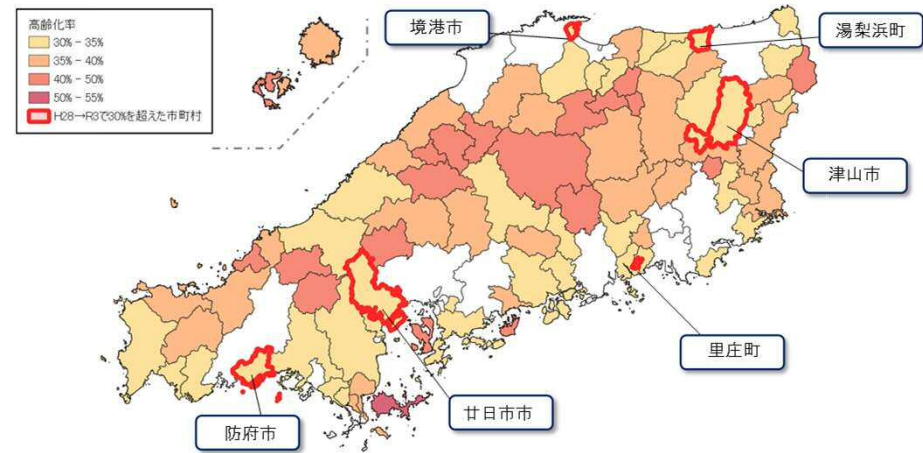 高齢化率
30% - 35%
35% - 40%
40% - 50%
50% - 55%
H28→R3で30%を超えた市町村
境港市
湯梨浜町
津山市
里庄町
廿日市市
防府市